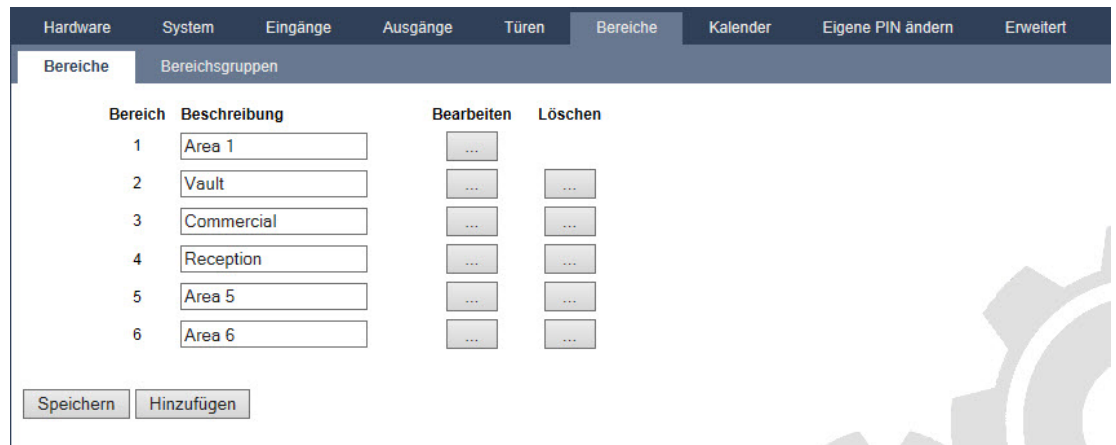 Hardware System Eingänge Ausgänge Türen Bereiche Kalender Eigene PIN ändern Erweitert
Bereiche Bereichsgruppen
Bereich Beschreibung Bearbeiten Löschen
1 Area 1 ...
2 Vault ... ...
3 Commercial ... ...
4 Reception ... ...
5 Area 5 ... ...
6 Area 6 ... ...
Speichern Hinzufügen